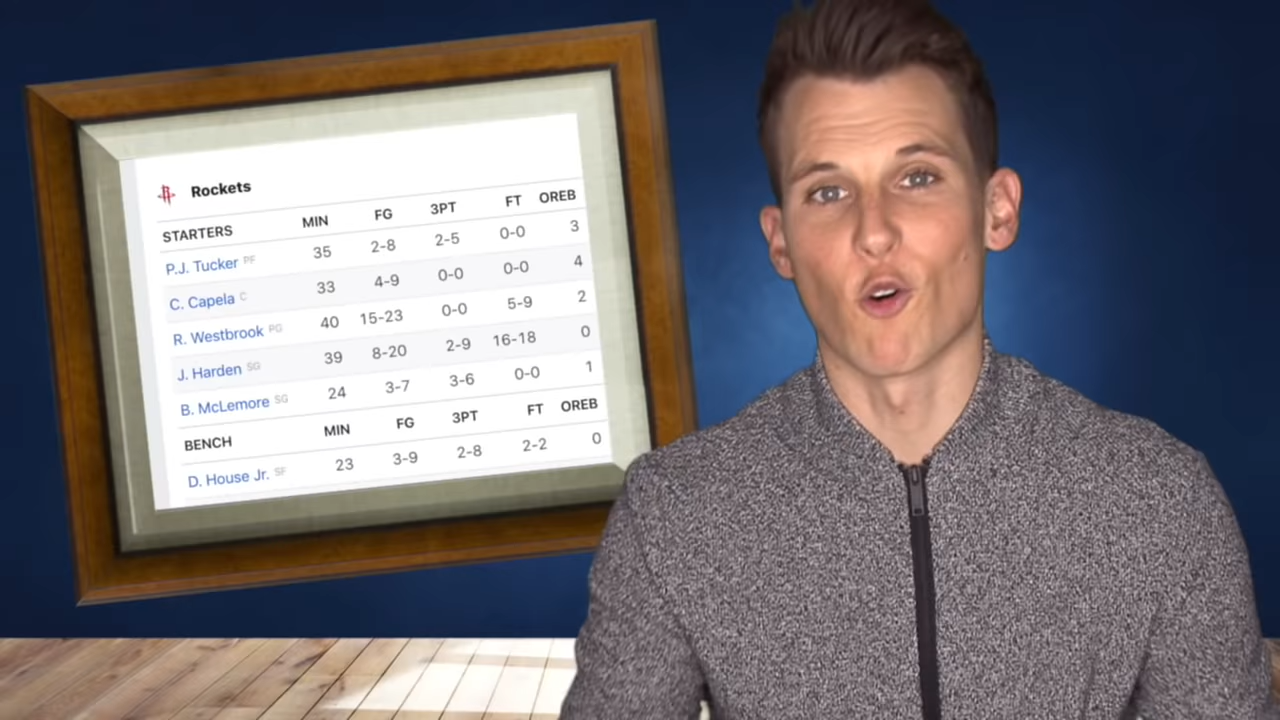 Rockets
STARTERS MIN FG 3PT FT OREB
P.J. Tucker PF 35 2-8 2-5 0-0 3
C. Capela C 33 4-9 0-0 0-0 4
R. Westbrook PG 40 15-23 0-0 5-9 2
J. Harden SG 39 8-20 2-9 16-18 0
B. McLemore SG 24 3-7 3-6 0-0 1
BENCH MIN FG 3PT FT OREB
D. House Jr. SF 23 3-9 2-8 2-2 0